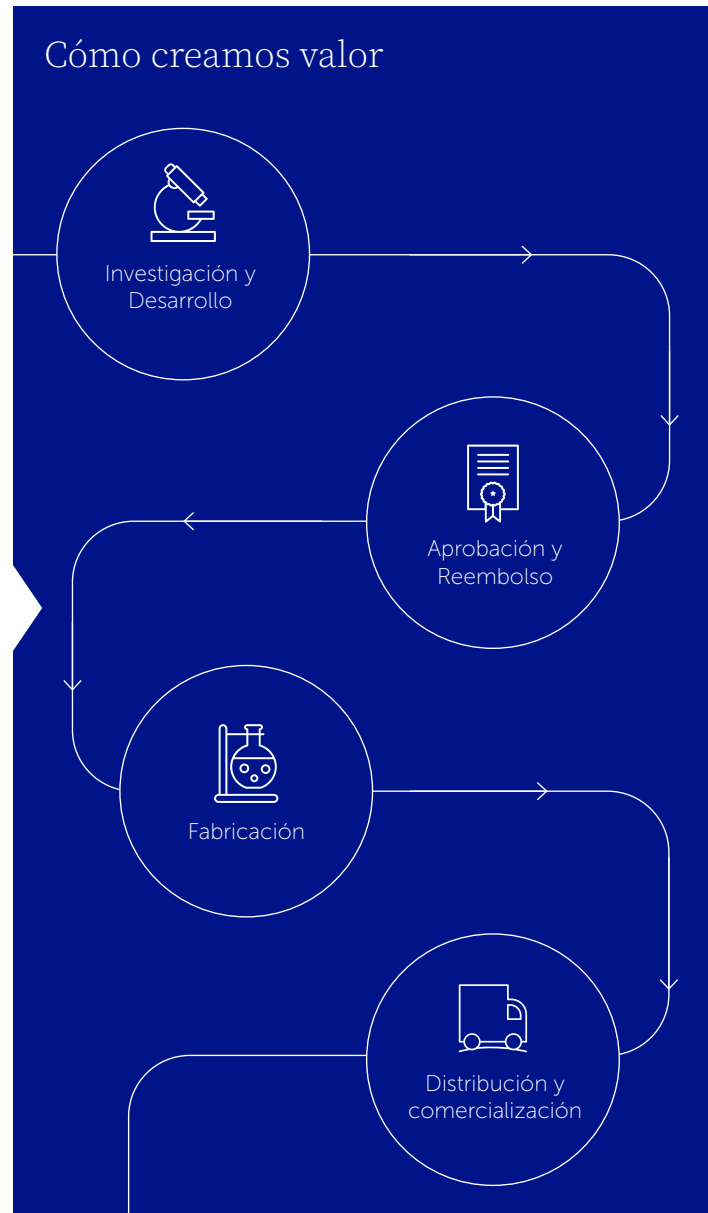 Cómo creamos valor
Investigación y
Desarrollo
Aprobación y
Reembolso
Fabricación
Distribución y
comercialización